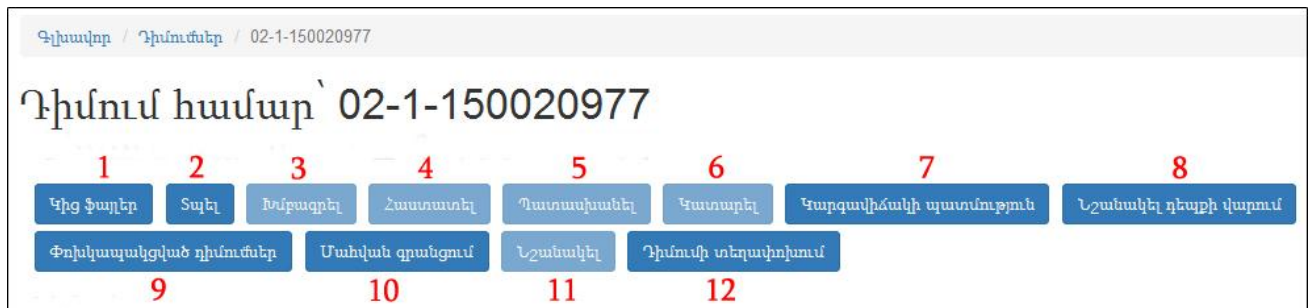 Գլխավոր / Դիմումներ / 02-1-150020977
Դիմում համար՝ 02-1-150020977
1 2 3 4 5 6 7 8
Կից ֆայլեր Տպել Խմբագրել Հաստատել Պատասխանել Կատարել Կարգավիճակի պատմություն Նշանակել դեպքի վարում
Փոխկապակցված դիմումներ Մահվան գրանցում Նշանակել Դիմումի տեղափոխում
9 10 11 12